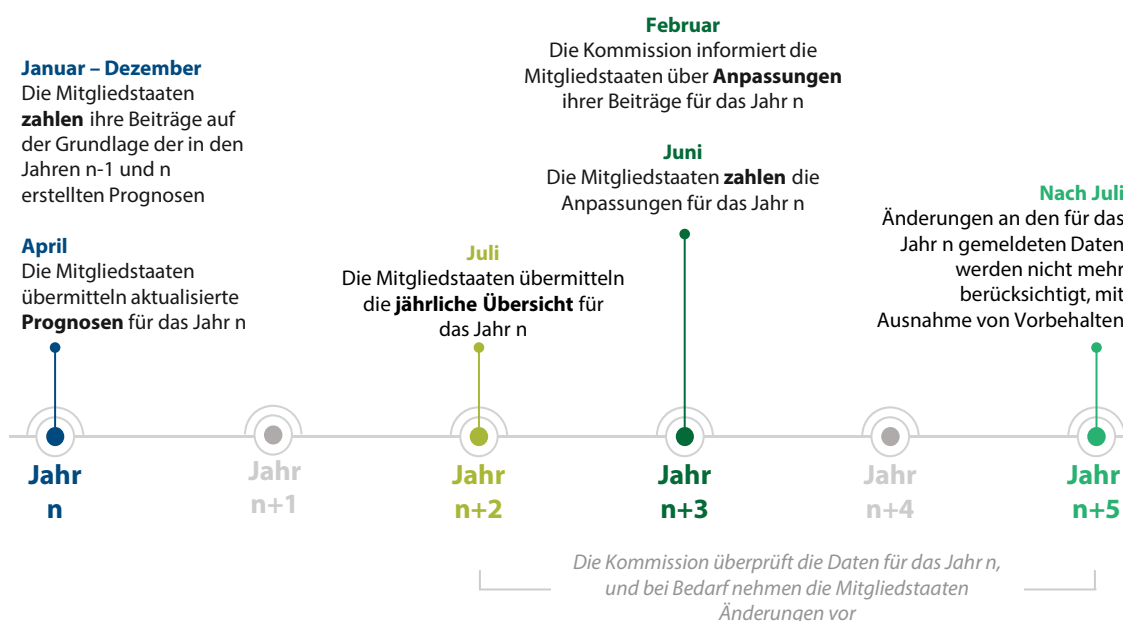 Januar – Dezember
Die Mitgliedstaaten
zahlen ihre Beiträge auf
der Grundlage der in den
Jahren n-1 und n
erstellten Prognosen
April
Die Mitgliedstaaten
übermitteln aktualisierte
Prognosen für das Jahr n
Juli
Die Mitgliedstaaten übermitteln
die jährliche Übersicht für
das Jahr n
Februar
Die Kommission informiert die
Mitgliedstaaten über Anpassungen
ihrer Beiträge für das Jahr n
Juni
Die Mitgliedstaaten zahlen die
Anpassungen für das Jahr n
Nach Juli
Änderungen an den für das
Jahr n gemeldeten Daten
werden nicht mehr
berücksichtigt, mit
Ausnahme von Vorbehalten
Jahr
n
Jahr
n+1
Jahr
n+2
Jahr
n+3
Jahr
n+4
Jahr
n+5
Die Kommission überprüft die Daten für das Jahr n,
und bei Bedarf nehmen die Mitgliedstaaten
Änderungen vor